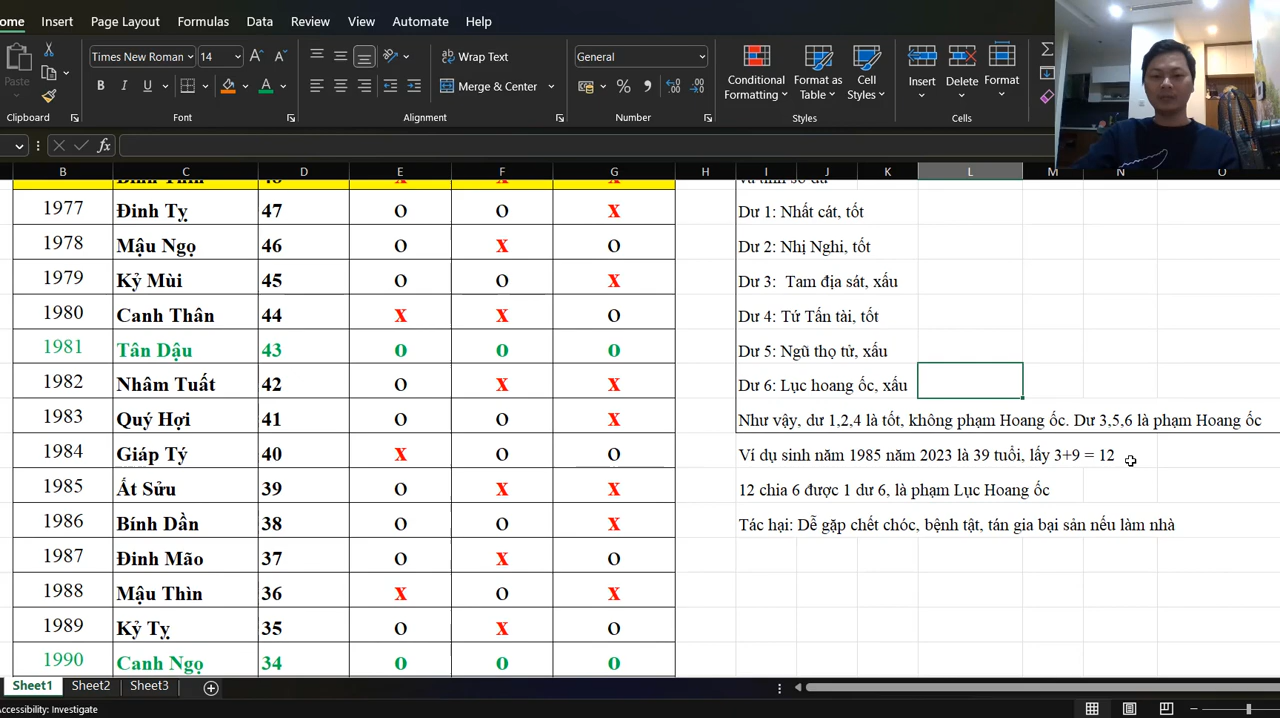 ome Insert Page Layout Formulas Data Review View Automate Help
Paste
Times New Roman 14
Wrap Text
Merge & Center
General
Conditional Formatting
Format as Table
Cell Styles
Insert Delete Format
Clipboard Font Alignment Number Styles Cells
fx
B C D E F G H I J K L M N O
1977 Đinh Tỵ 47 O O X
1978 Mậu Ngọ 46 O X O
1979 Kỷ Mùi 45 O O X
1980 Canh Thân 44 X X O
1981 Tân Dậu 43 O O O
1982 Nhâm Tuất 42 O X X
1983 Quý Hợi 41 O O X
1984 Giáp Tý 40 X O O
1985 Ất Sửu 39 O X X
1986 Bính Dần 38 O O X
1987 Đinh Mão 37 O X O
1988 Mậu Thìn 36 X O X
1989 Kỷ Tỵ 35 O X O
1990 Canh Ngọ 34 O O O
Dư 1: Nhất cát, tốt
Dư 2: Nhị Nghi, tốt
Dư 3: Tam địa sát, xấu
Dư 4: Tứ Tấn tài, tốt
Dư 5: Ngũ thọ tử, xấu
Dư 6: Lục hoang ốc, xấu
Như vậy, dư 1,2,4 là tốt, không phạm Hoang ốc. Dư 3,5,6 là phạm Hoang ốc
Ví dụ sinh năm 1985 năm 2023 là 39 tuổi, lấy 3+9 = 12
12 chia 6 được 1 dư 6, là phạm Lục Hoang ốc
Tác hại: Dễ gặp chết chóc, bệnh tật, tán gia bại sản nếu làm nhà
Sheet1 Sheet2 Sheet3
Accessibility: Investigate